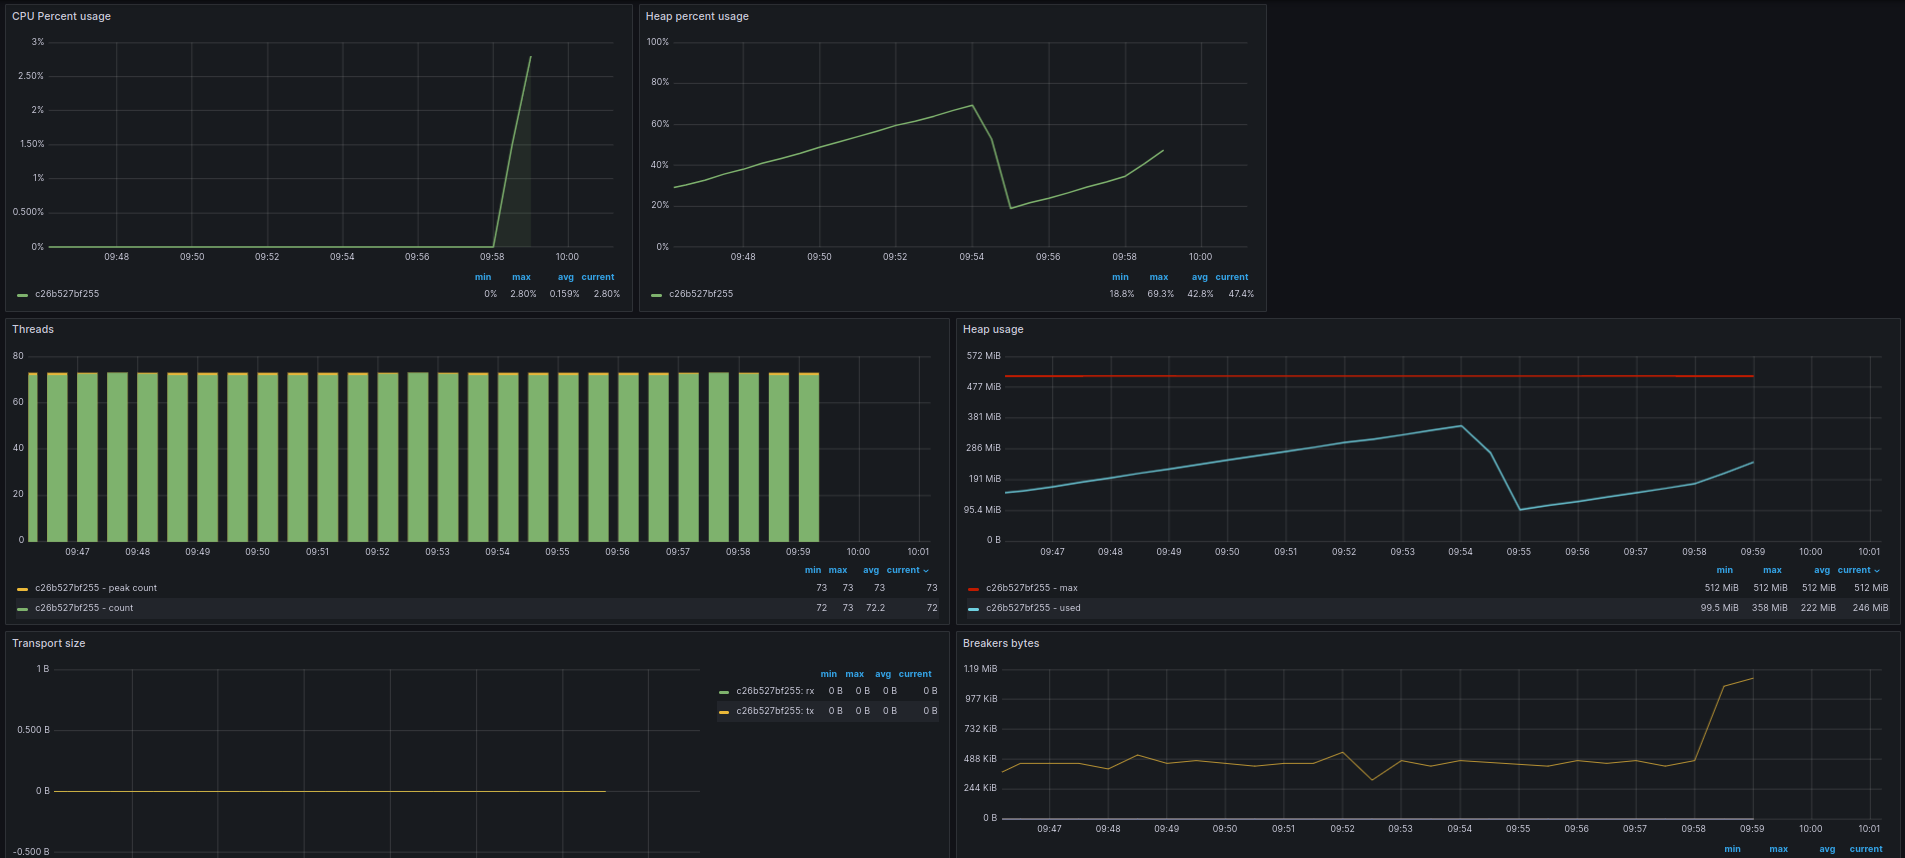 CPU Percent usage
3%
2.50%
2%
1.50%
1%
0.500%
0%
09:48 09:50 09:52 09:54 09:56 09:58 10:00
min max avg current
c26b527bf255 0% 2.80% 0.159% 2.80%
Heap percent usage
100%
80%
60%
40%
20%
0%
09:48 09:50 09:52 09:54 09:56 09:58 10:00
min max avg current
c26b527bf255 18.8% 69.3% 42.8% 47.4%
Threads
80
60
40
20
0
09:47 09:48 09:49 09:50 09:51 09:52 09:53 09:54 09:55 09:56 09:57 09:58 09:59 10:00 10:01
min max avg current
c26b527bf255 - peak count 73 73 73 73
c26b527bf255 - count 72 73 72.2 72
Heap usage
572 MiB
477 MiB
381 MiB
286 MiB
191 MiB
95.4 MiB
0 B
09:47 09:48 09:49 09:50 09:51 09:52 09:53 09:54 09:55 09:56 09:57 09:58 09:59 10:00 10:01
min max avg current
c26b527bf255 - max 512 MiB 512 MiB 512 MiB 512 MiB
c26b527bf255 - used 99.5 MiB 358 MiB 222 MiB 246 MiB
Transport size
1 B
0.500 B
0 B
-0.500 B
min max avg current
c26b527bf255: rx 0 B 0 B 0 B 0 B
c26b527bf255: tx 0 B 0 B 0 B 0 B
Breakers bytes
1.19 MiB
977 KiB
732 KiB
488 KiB
244 KiB
0 B
09:47 09:48 09:49 09:50 09:51 09:52 09:53 09:54 09:55 09:56 09:57 09:58 09:59 10:00 10:01
min max avg current